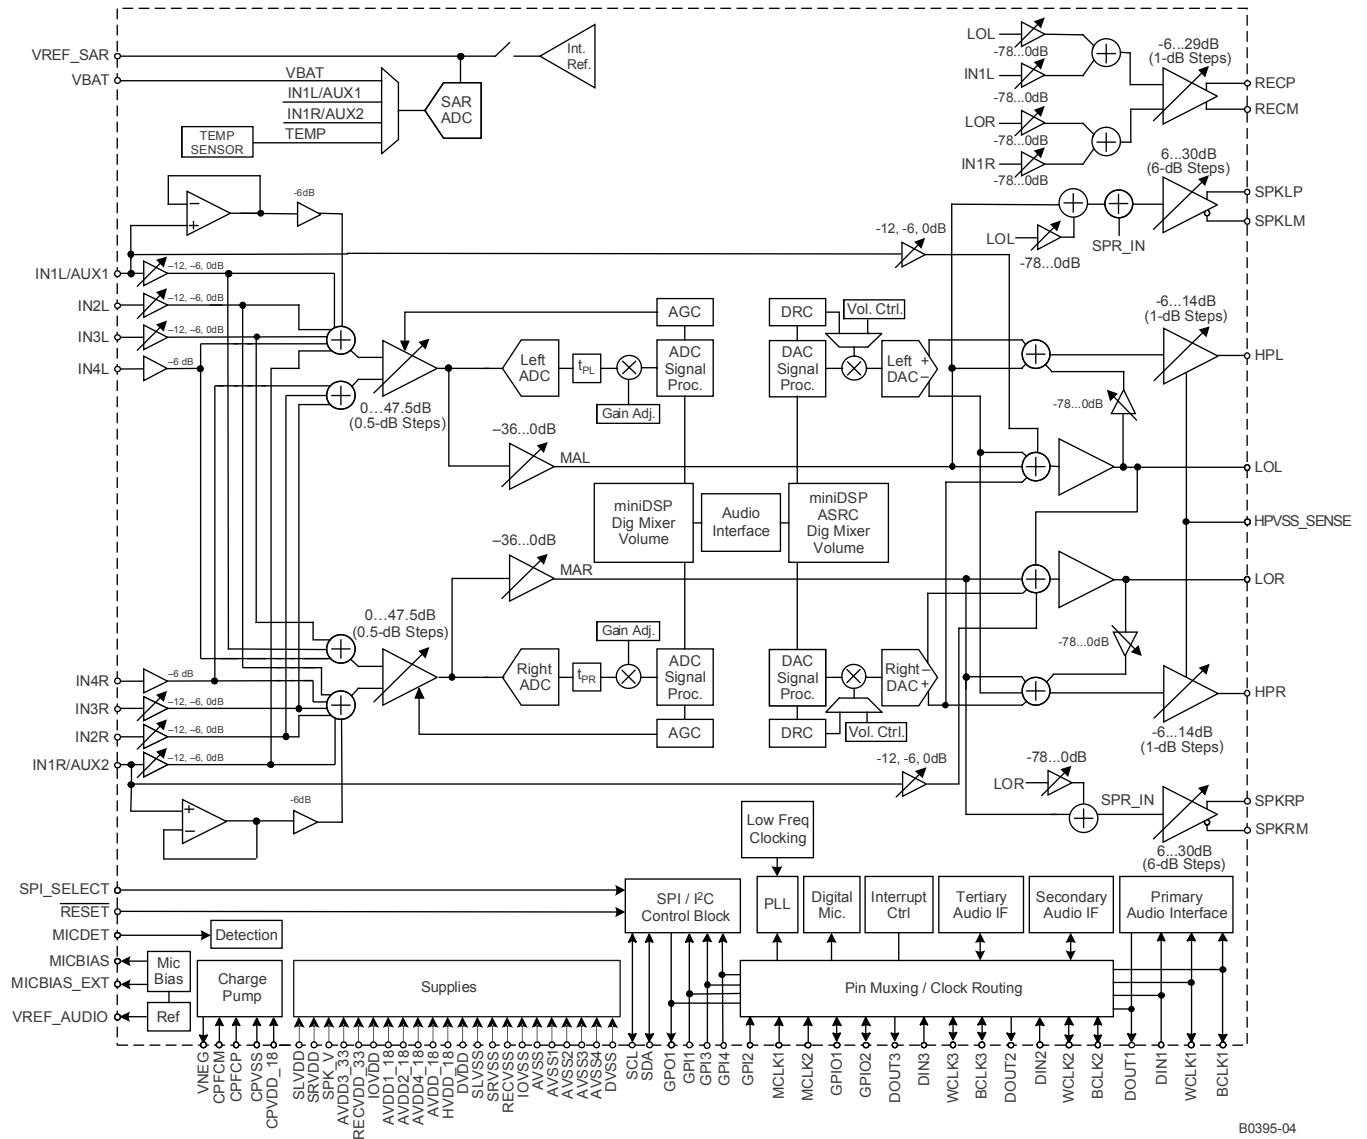 VREF_SAR
VBAT
VBAT
IN1L/AUX1
IN1R/AUX2
TEMP
TEMP
SENSOR
SAR
ADC
Int.
Ref.
LOL
-78...0dB
IN1L
-78...0dB
LOR
-78...0dB
IN1R
-78...0dB
-6...29dB
(1-dB Steps)
RECP
RECM
6...30dB
(6-dB Steps)
SPKLP
SPKLM
LOL
-78...0dB
SPR_IN
-6dB
-12, -6, 0dB
IN1L/AUX1
–12, –6, 0dB
IN2L
–12, –6, 0dB
IN3L
–12, –6, 0dB
IN4L
–6 dB
0...47.5dB
(0.5-dB Steps)
AGC
Left
ADC
tPL
Gain Adj.
ADC
Signal
Proc.
DRC
Vol. Ctrl.
DAC
Signal
Proc.
Left +
DAC –
-6...14dB
(1-dB Steps)
HPL
-78...0dB
–36...0dB
MAL
LOL
miniDSP
Dig Mixer
Volume
Audio
Interface
miniDSP
ASRC
Dig Mixer
Volume
HPVSS_SENSE
–36...0dB
MAR
LOR
0...47.5dB
(0.5-dB Steps)
Gain Adj.
Right
ADC
tPR
ADC
Signal
Proc.
AGC
DAC
Signal
Proc.
Right –
DAC +
DRC
Vol. Ctrl.
-78...0dB
HPR
-6...14dB
(1-dB Steps)
IN4R
–6 dB
IN3R
–12, –6, 0dB
IN2R
–12, –6, 0dB
IN1R/AUX2
–12, –6, 0dB
-12, -6, 0dB
-6dB
LOR
-78...0dB
SPR_IN
SPKRP
SPKRM
6...30dB
(6-dB Steps)
Low Freq
Clocking
SPI_SELECT
RESET
MICDET
Detection
MICBIAS
MICBIAS_EXT
Mic
Bias
VREF_AUDIO
Ref
Charge
Pump
Supplies
SPI / I²C
Control Block
PLL
Digital
Mic.
Interrupt
Ctrl
Tertiary
Audio IF
Secondary
Audio IF
Primary
Audio Interface
Pin Muxing / Clock Routing
VNEG
CPFCM
CPFCP
CPVSS
CPVDD_18
SLVDD
SRVDD
SPK_V
AVDD3_33
RECVDD_33
IOVDD
AVDD1_18
AVDD2_18
AVDD4_18
AVDD_18
HVDD_18
DVDD
SLVSS
SRVSS
RECVSS
IOVSS
AVSS
AVSS1
AVSS2
AVSS3
AVSS4
DVSS
SCL
SDA
GPO1
GPI1
GPI3
GPI4
GPI2
MCLK1
MCLK2
GPIO1
GPIO2
DOUT3
DIN3
WCLK3
BCLK3
DOUT2
DIN2
WCLK2
BCLK2
DOUT1
DIN1
WCLK1
BCLK1
B0395-04